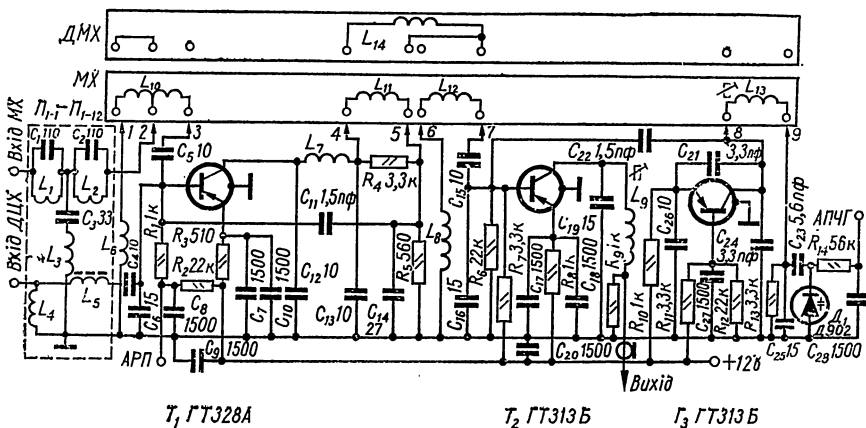 ДМХ
L14
МХ
L10
L11
L12
L13
П1-1 – П1-12
C1 110
C2 110
1
2
3
4
5
6
7
8
9
Вхід МХ
Вхід ДЦХ
L1
L2
C3 33
L3
L4
L5
L6
C4 10
C5 10
R1 1к
R3 510
R2 22к
C6 15
C8
1500
C9 1500
АРП
1500
C7
1500
C10
C11 1,5пф
C12 10
L7
R4 3,3к
C13 10
C14
27
R5 560
L8
C15 10
C16 15
R6 22к
R7 3,3к
C17 1500
C19 15
R8 1к
C18 1500
C20 1500
C22 1,5пф
L9
R9 1к
Вихід
C21
3,3пф
C26 10
C24
3,3пф
R10 1к
R11 3,3к
C27 1500
R12 22к
R13 3,3к
C23 5,6пф
АПЧГ
R14 56к
Д1
Д902
C25 15
C28 1500
+12в
T1 ГТ328А
T2 ГТ313Б
T3 ГТ313Б